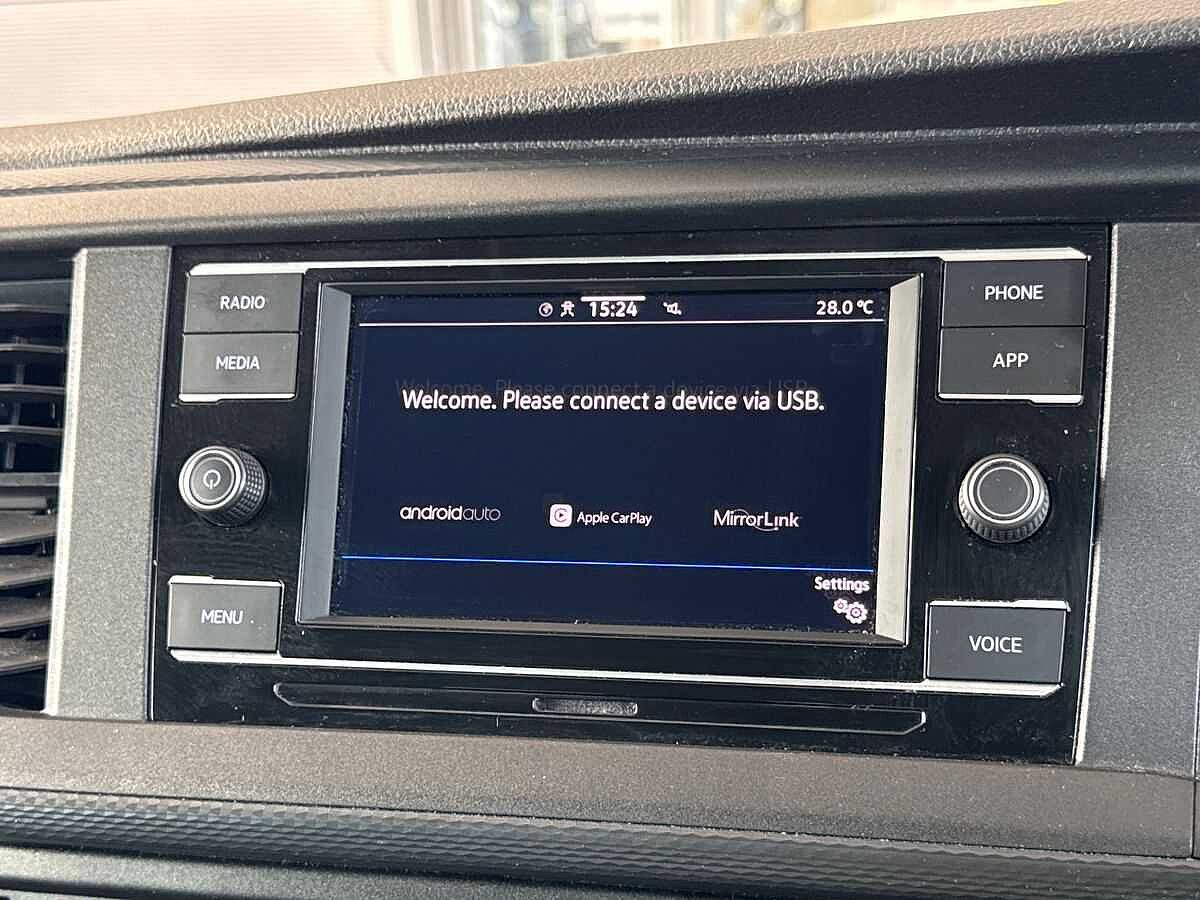 RADIO
MEDIA
MENU
15:24
28.0 °C
Welcome. Please connect a device via USB.
androidauto
Apple CarPlay
MirrorLink
Settings
PHONE
APP
VOICE